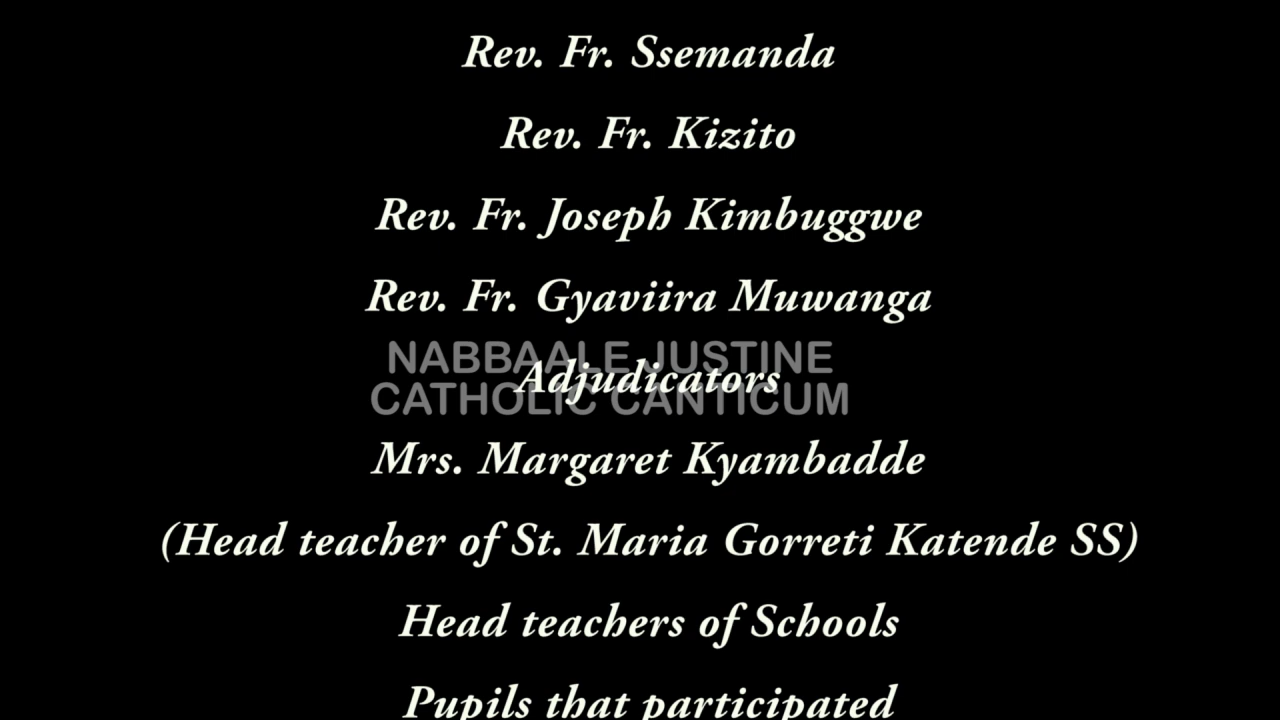 Rev. Fr. Ssemanda
Rev. Fr. Kizito
Rev. Fr. Joseph Kimbuggwe
Rev. Fr. Gyaviira Muwanga
NABBAALE JUSTINE
Adjudicators
CATHOLIC CANTICUM
Mrs. Margaret Kyambadde
(Head teacher of St. Maria Gorreti Katende SS)
Head teachers of Schools
Pupils that participated